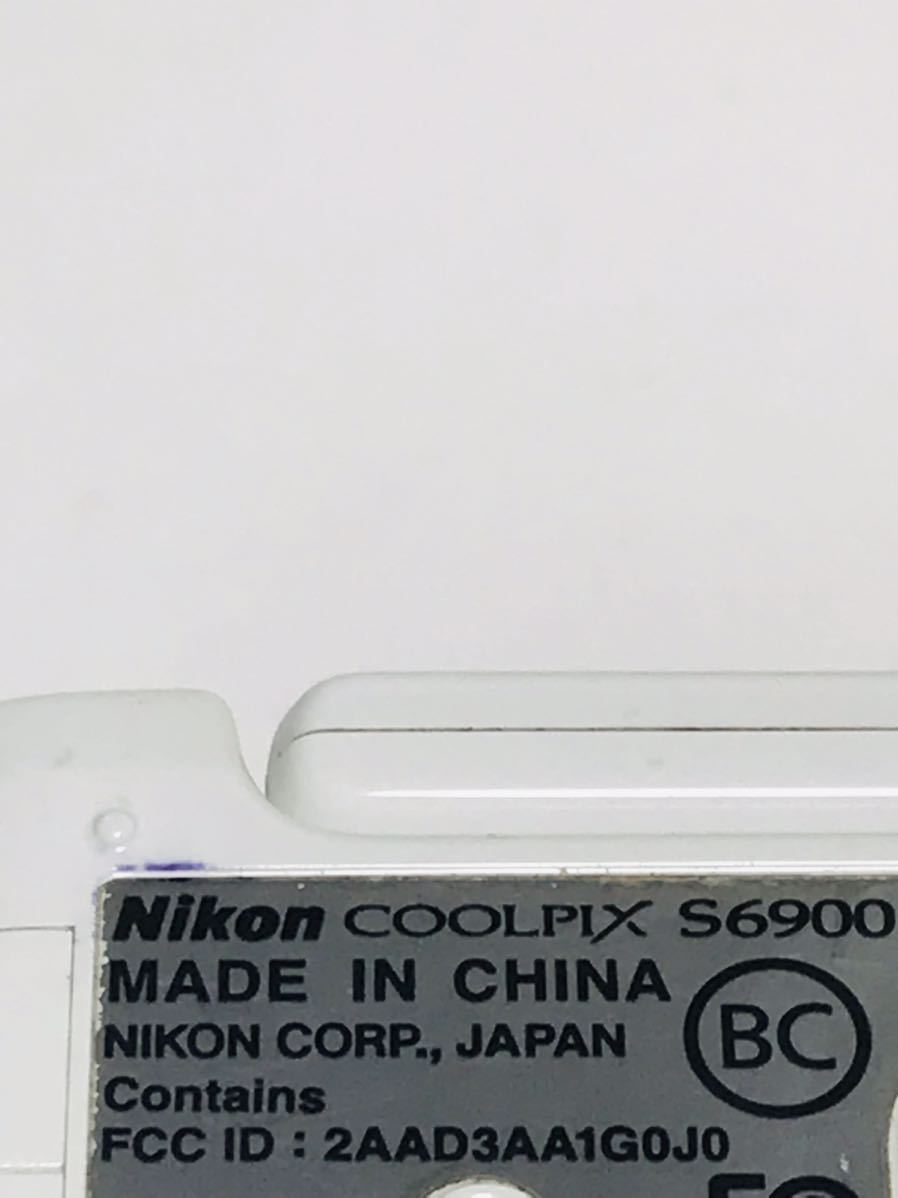 Nikon COOLPIX S6900
MADE IN CHINA
BC
NIKON CORP., JAPAN
Contains
FCC ID : 2AAD3AA1G0J0